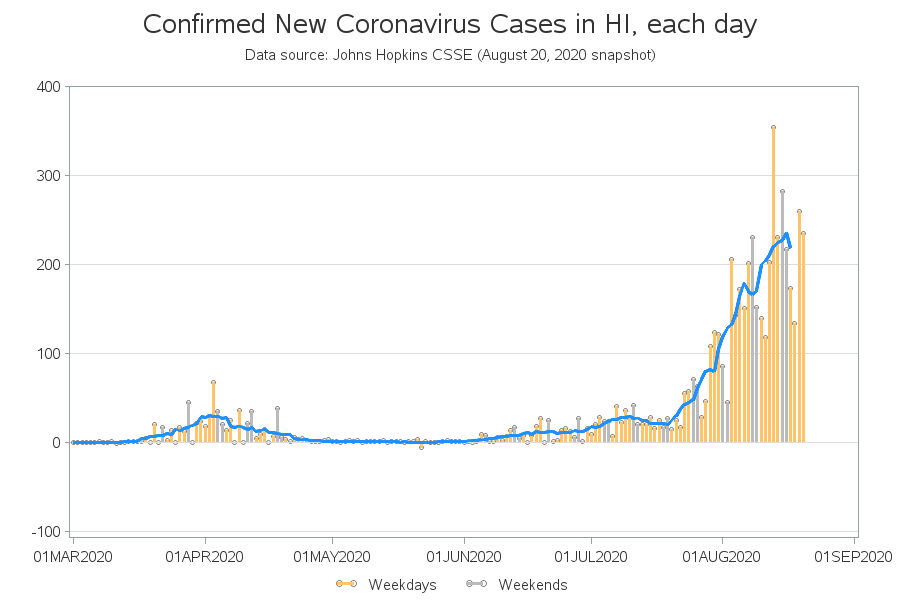 Confirmed New Coronavirus Cases in HI, each day
Data source: Johns Hopkins CSSE (August 20, 2020 snapshot)
400
300
200
100
0
-100
01MAR2020 01APR2020 01MAY2020 01JUN2020 01JUL2020 01AUG2020 01SEP2020
Weekdays Weekends